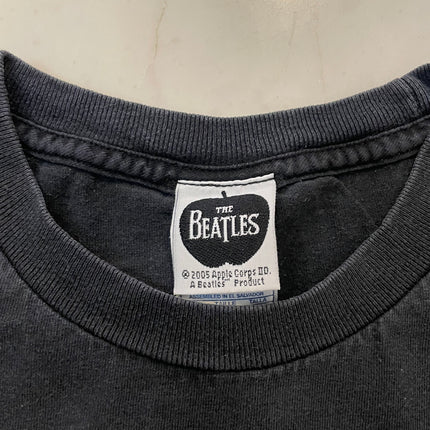 THE
BEATLES
© 2005 Apple Corps LTD.
A Beatles™ Product
ASSEMBLED IN EL SALVADOR